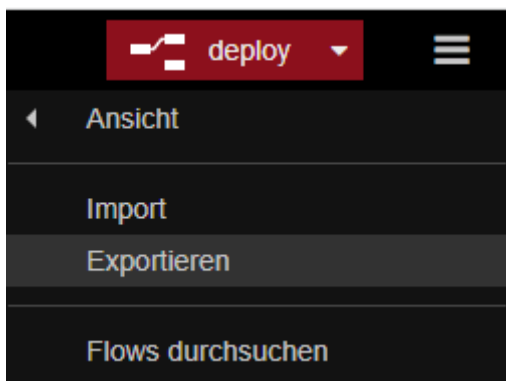 deploy
Ansicht
Import
Exportieren
Flows durchsuchen